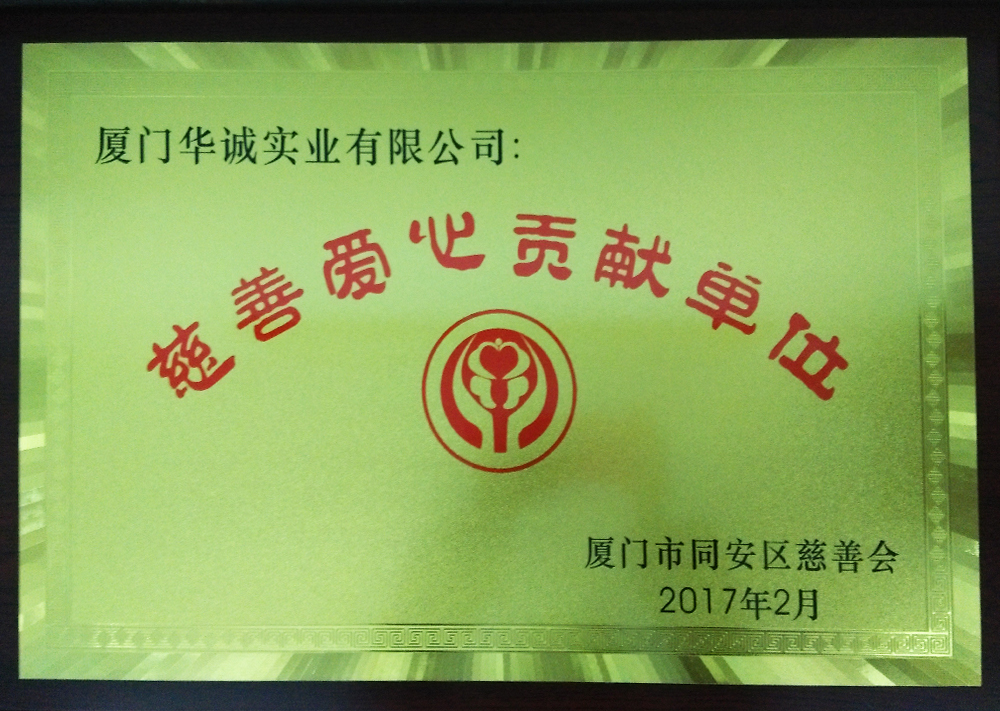 厦门华诚实业有限公司:
慈善爱心贡献单位
厦门市同安区慈善会
2017年2月